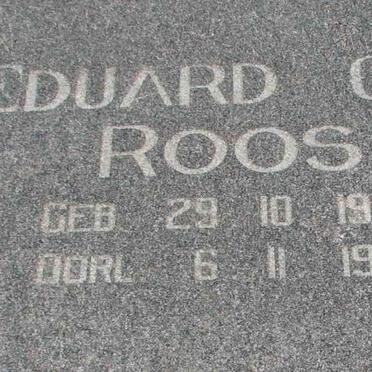 EDUARD
ROOS
GEB 29 10 19
OORL 6 11 19